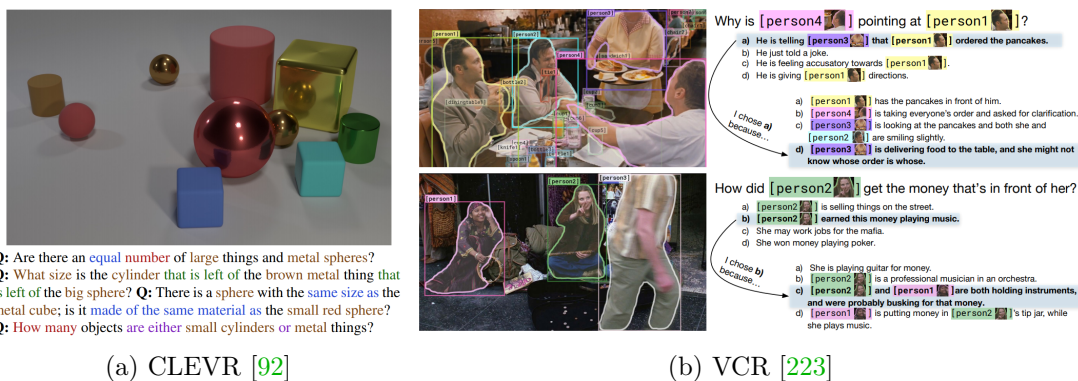 Q: Are there an equal number of large things and metal spheres?
Q: What size is the cylinder that is left of the brown metal thing that
is left of the big sphere? Q: There is a sphere with the same size as the
metal cube; is it made of the same material as the small red sphere?
Q: How many objects are either small cylinders or metal things?
(a) CLEVR [92]
[person1]
[person2]
[person3]
[person4]
[bottle2]
[diningtable1]
[tie1]
[cup2]
[person1]
[person2]
[person3]
Why is [person4] pointing at [person1]?
a) He is telling [person3] that [person1] ordered the pancakes.
b) He just told a joke.
c) He is feeling accusatory towards [person1].
d) He is giving [person1] directions.
I chose a)
because...
a) [person1] has the pancakes in front of him.
b) [person4] is taking everyone's order and asked for clarification.
c) [person3] is looking at the pancakes and both she and
[person2] are smiling slightly.
d) [person3] is delivering food to the table, and she might not
know whose order is whose.
How did [person2] get the money that's in front of her?
a) [person2] is selling things on the street.
b) [person2] earned this money playing music.
c) She may work jobs for the mafia.
d) She won money playing poker.
I chose b)
because...
a) She is playing guitar for money.
b) [person2] is a professional musician in an orchestra.
c) [person2] and [person1] are both holding instruments,
and were probably busking for that money.
d) [person1] is putting money in [person2]'s tip jar, while
she plays music.
(b) VCR [223]